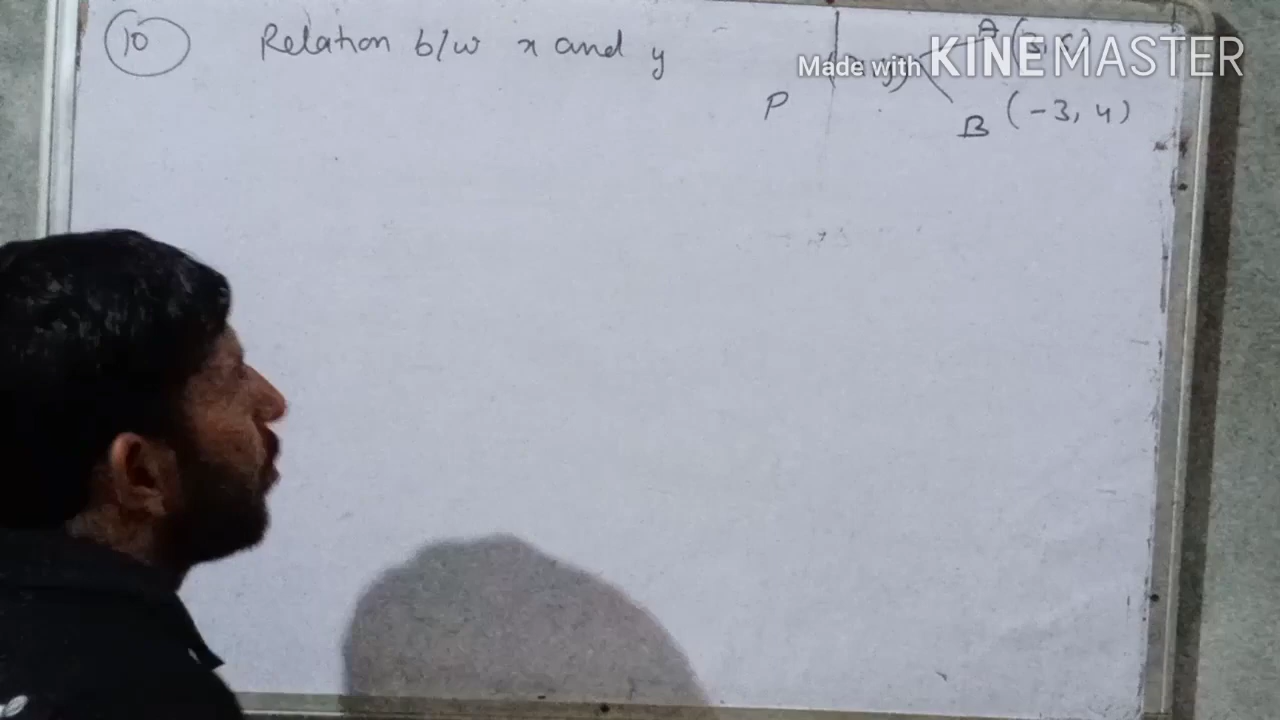 10 Relation b/w x and y
A
Made with KINEMASTER
P
B (-3, 4)